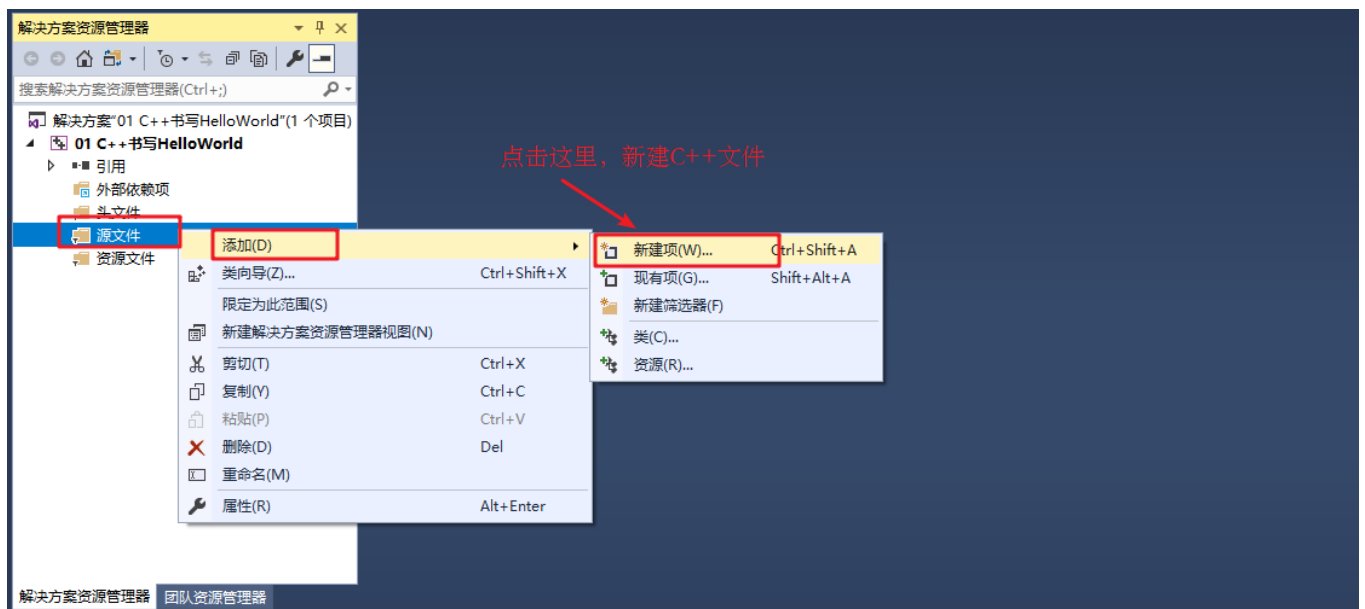 解决方案资源管理器
搜索解决方案资源管理器(Ctrl+;)
解决方案"01 C++书写HelloWorld"(1 个项目)
01 C++书写HelloWorld
引用
外部依赖项
头文件
源文件
资源文件
点击这里，新建C++文件
添加(D)
类向导(Z)... Ctrl+Shift+X
限定为此范围(S)
新建解决方案资源管理器视图(N)
剪切(T) Ctrl+X
复制(Y) Ctrl+C
粘贴(P) Ctrl+V
删除(D) Del
重命名(M)
属性(R) Alt+Enter
新建项(W)... Ctrl+Shift+A
现有项(G)... Shift+Alt+A
新建筛选器(F)
类(C)...
资源(R)...
解决方案资源管理器 团队资源管理器